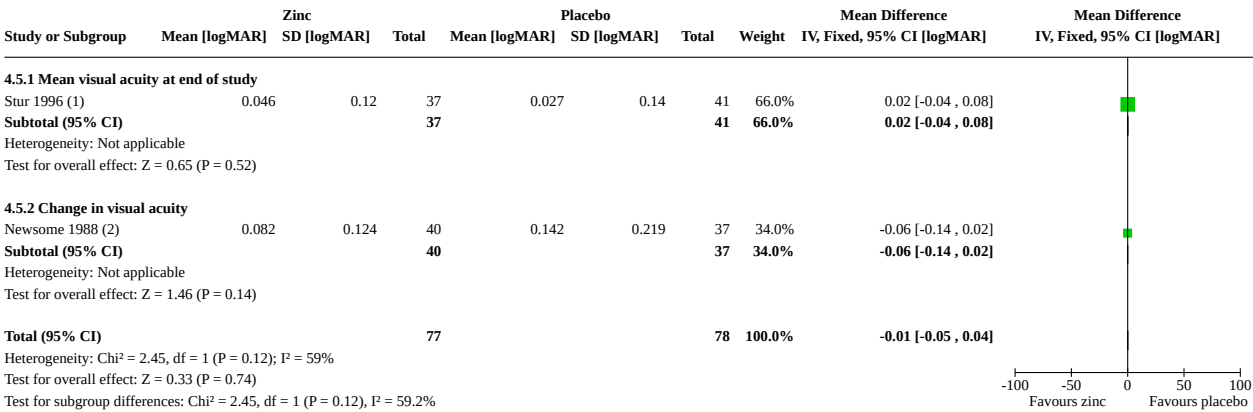 Zinc Placebo Mean Difference Mean Difference
Study or Subgroup Mean [logMAR] SD [logMAR] Total Mean [logMAR] SD [logMAR] Total Weight IV, Fixed, 95% CI [logMAR] IV, Fixed, 95% CI [logMAR]
4.5.1 Mean visual acuity at end of study
Stur 1996 (1) 0.046 0.12 37 0.027 0.14 41 66.0% 0.02 [-0.04 , 0.08]
Subtotal (95% CI) 37 41 66.0% 0.02 [-0.04 , 0.08]
Heterogeneity: Not applicable
Test for overall effect: Z = 0.65 (P = 0.52)
4.5.2 Change in visual acuity
Newsome 1988 (2) 0.082 0.124 40 0.142 0.219 37 34.0% -0.06 [-0.14 , 0.02]
Subtotal (95% CI) 40 37 34.0% -0.06 [-0.14 , 0.02]
Heterogeneity: Not applicable
Test for overall effect: Z = 1.46 (P = 0.14)
Total (95% CI) 77 78 100.0% -0.01 [-0.05 , 0.04]
Heterogeneity: Chi² = 2.45, df = 1 (P = 0.12); I² = 59%
Test for overall effect: Z = 0.33 (P = 0.74)
Test for subgroup differences: Chi² = 2.45, df = 1 (P = 0.12), I² = 59.2%
-100 -50 0 50 100
Favours zinc Favours placebo